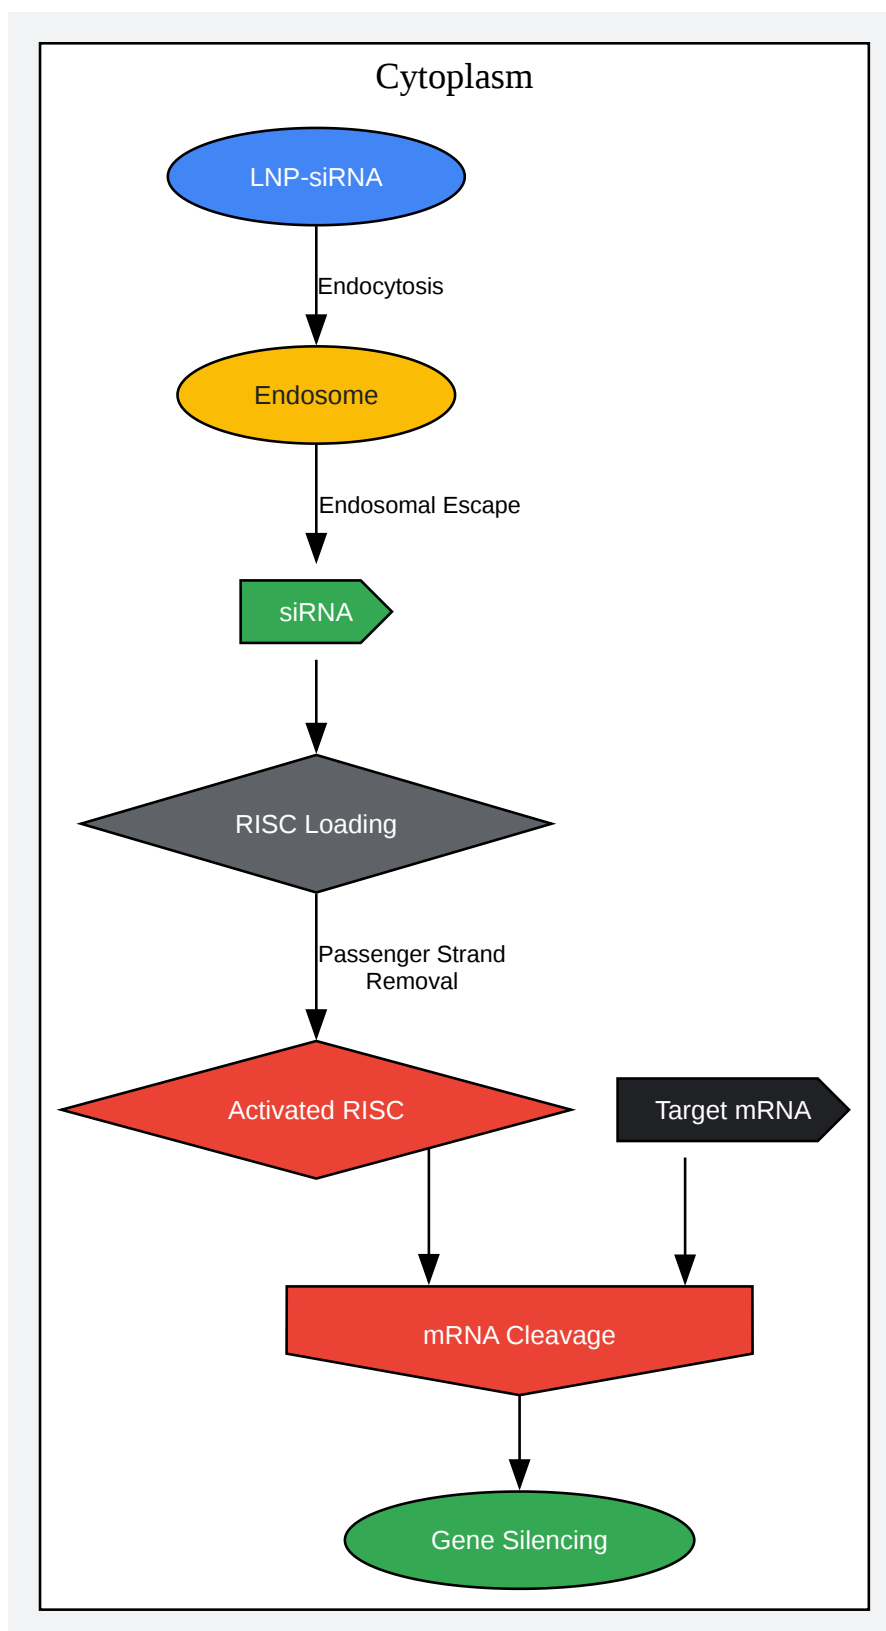 Cytoplasm
LNP-siRNA
Endocytosis
Endosome
Endosomal Escape
siRNA
RISC Loading
Passenger Strand
Removal
Activated RISC
Target mRNA
mRNA Cleavage
Gene Silencing